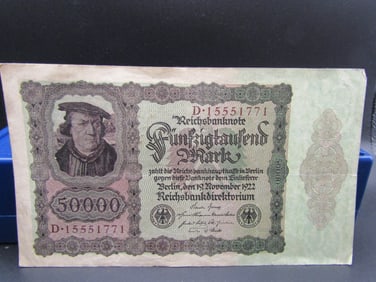 D·15551771
Reichsbanknote
Fünfzigtausend
Mark
zahlt die Reichsbankhauptkasse in Berlin
gegen diese Banknote dem Einlieferer
Berlin, den 19. November 1922
Reichsbankdirektorium
50000
D·15551771